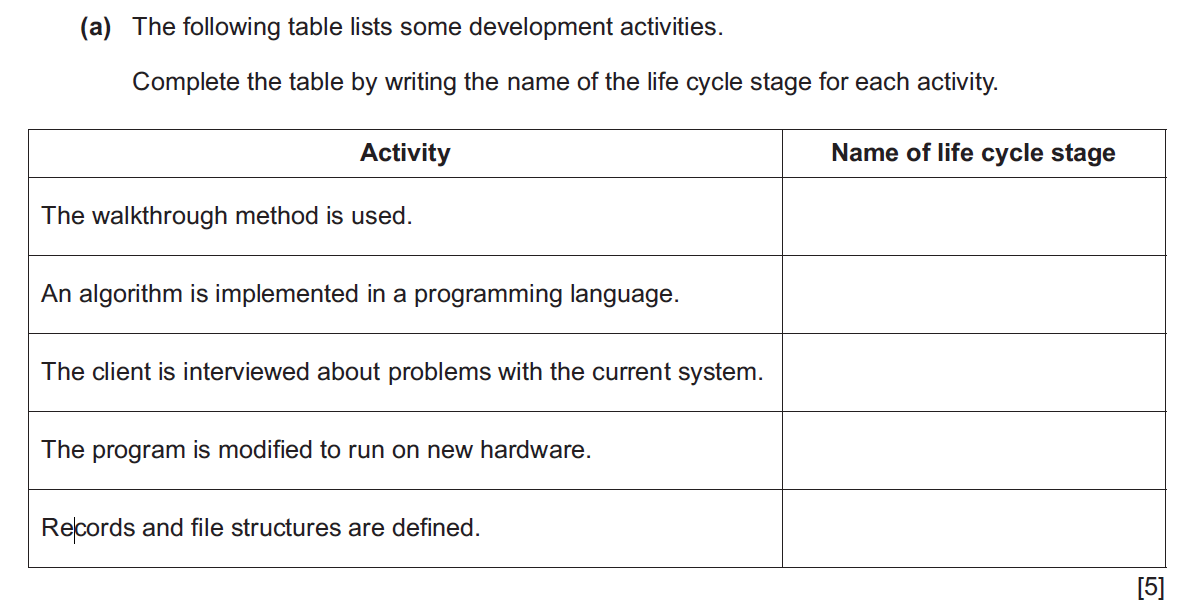 (a) The following table lists some development activities.
Complete the table by writing the name of the life cycle stage for each activity.
Activity Name of life cycle stage
The walkthrough method is used.
An algorithm is implemented in a programming language.
The client is interviewed about problems with the current system.
The program is modified to run on new hardware.
Records and file structures are defined.
[5]